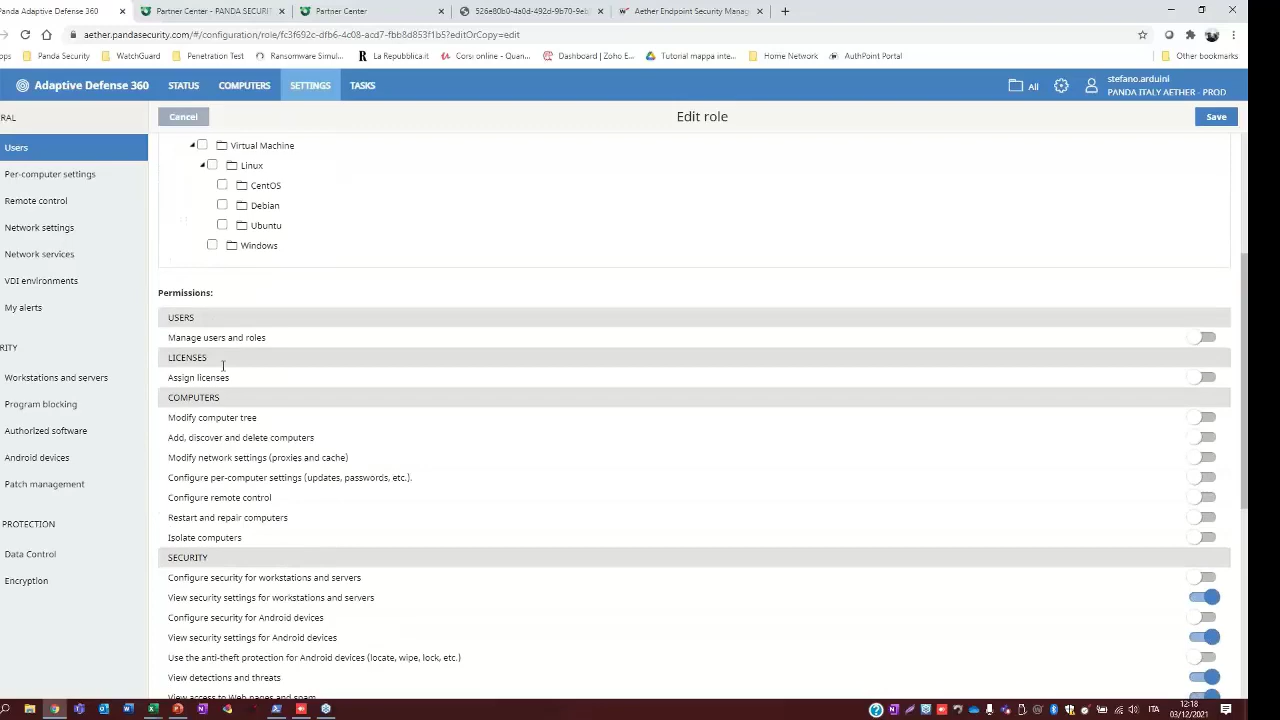 anda Adaptive Defense 360
Partner Center - PANDA SECURIT
Partner Center
526e80b0-4a0d-492d-9b70-9eb
Aether Endpoint Security Manag
aether.pandasecurity.com/#/configuration/role/fc3f692c-dfb6-4c08-acd7-fbb8d853f1b5?editOrCopy=edit
Panda Security
WatchGuard
Penetration Test
Ransomware Simul...
La Repubblica.it
Corsi online - Quan...
Dashboard | Zoho E...
Tutorial mappa inte...
Home Network
AuthPoint Portal
Other bookmarks
Adaptive Defense 360
STATUS
COMPUTERS
SETTINGS
TASKS
All
stefano.arduini
PANDA ITALY AETHER - PROD
RAL
Cancel
Edit role
Save
Users
Per-computer settings
Remote control
Network settings
Network services
VDI environments
My alerts
RITY
Workstations and servers
Program blocking
Authorized software
Android devices
Patch management
PROTECTION
Data Control
Encryption
Virtual Machine
Linux
CentOS
Debian
Ubuntu
Windows
Permissions:
USERS
Manage users and roles
LICENSES
Assign licenses
COMPUTERS
Modify computer tree
Add, discover and delete computers
Modify network settings (proxies and cache)
Configure per-computer settings (updates, passwords, etc.).
Configure remote control
Restart and repair computers
Isolate computers
SECURITY
Configure security for workstations and servers
View security settings for workstations and servers
Configure security for Android devices
View security settings for Android devices
Use the anti-theft protection for Android devices (locate, wipe, lock, etc.)
View detections and threats
View access to Web pages and spam
ITA
12:18
03/12/2021